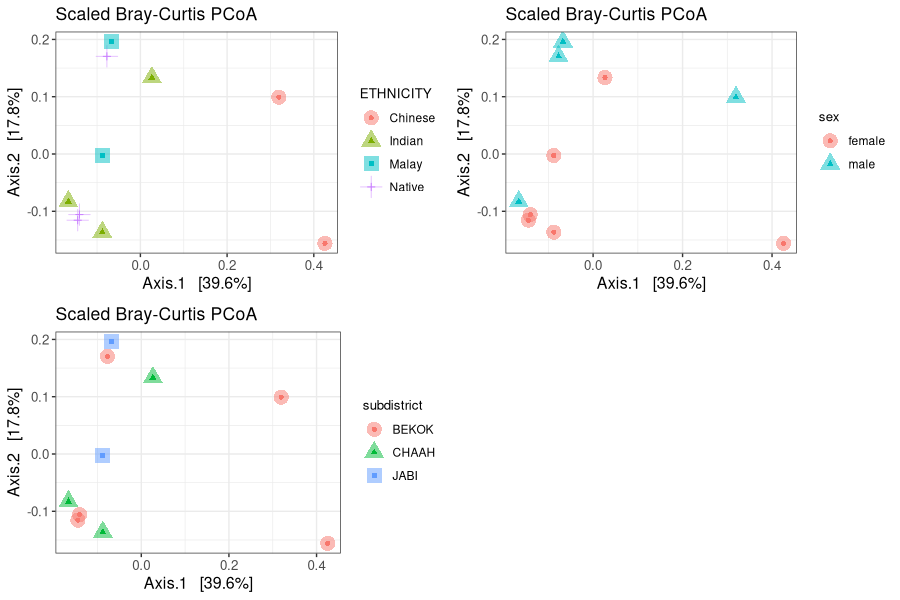 Scaled Bray-Curtis PCoA
0.2
0.1
0.0
-0.1
Axis.2 [17.8%]
0.0
0.2
0.4
Axis.1 [39.6%]
ETHNICITY
Chinese
Indian
Malay
Native
Scaled Bray-Curtis PCoA
0.2
0.1
0.0
-0.1
Axis.2 [17.8%]
0.0
0.2
0.4
Axis.1 [39.6%]
sex
female
male
Scaled Bray-Curtis PCoA
0.2
0.1
0.0
-0.1
Axis.2 [17.8%]
0.0
0.2
0.4
Axis.1 [39.6%]
subdistrict
BEKOK
CHAAH
JABI